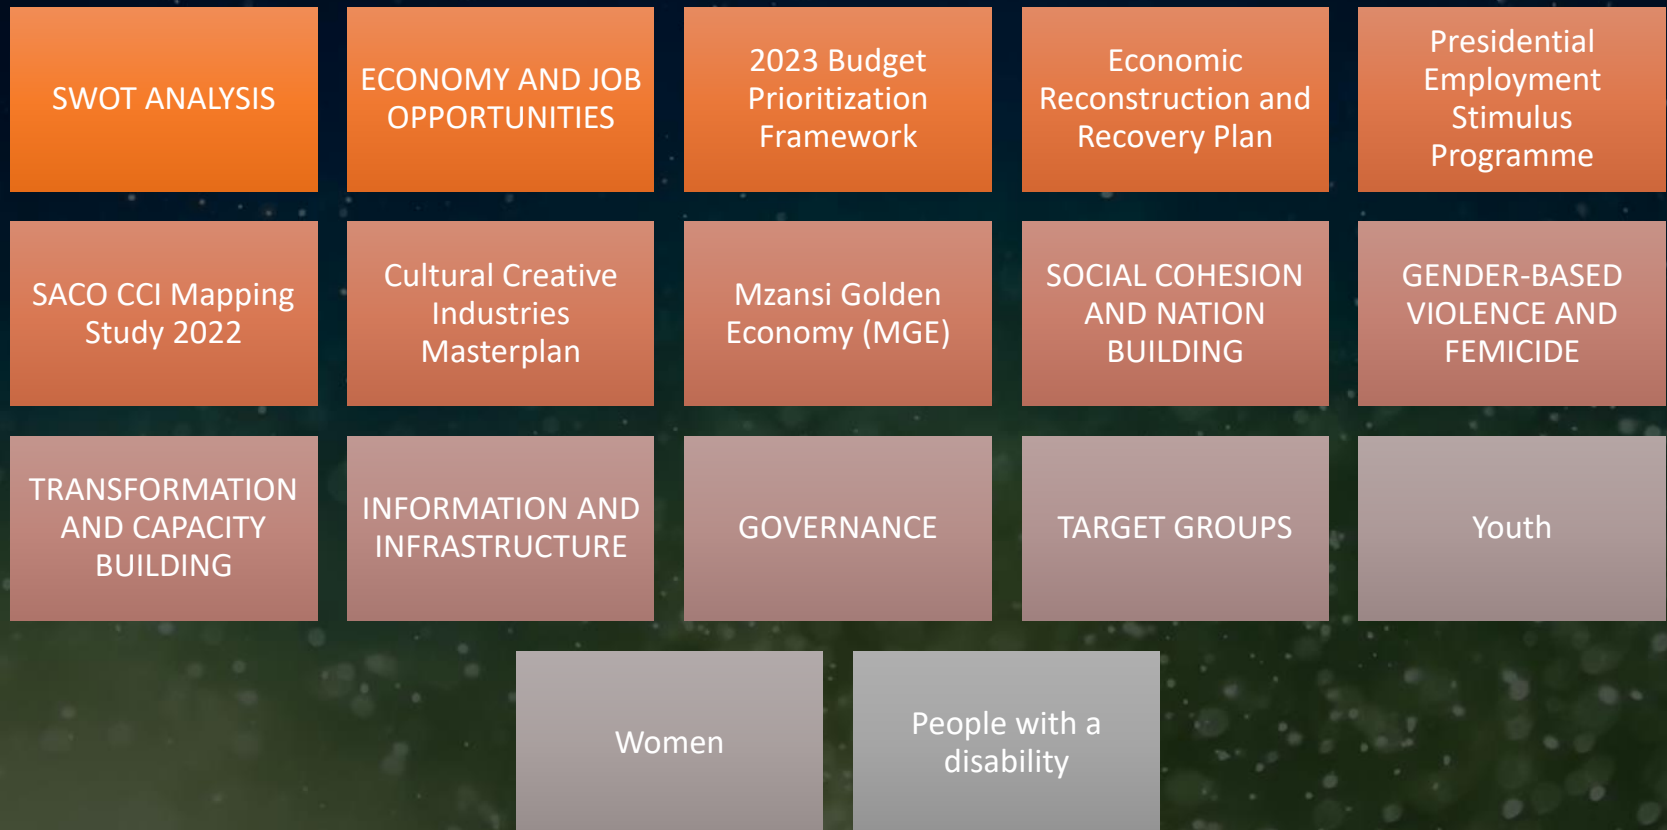 SWOT ANALYSIS
ECONOMY AND JOB
OPPORTUNITIES
2023 Budget
Prioritization
Framework
Economic
Reconstruction and
Recovery Plan
Presidential
Employment
Stimulus
Programme
SACO CCI Mapping
Study 2022
Cultural Creative
Industries
Masterplan
Mzansi Golden
Economy (MGE)
SOCIAL COHESION
AND NATION
BUILDING
GENDER-BASED
VIOLENCE AND
FEMICIDE
TRANSFORMATION
AND CAPACITY
BUILDING
INFORMATION AND
INFRASTRUCTURE
GOVERNANCE
TARGET GROUPS
Youth
Women
People with a
disability